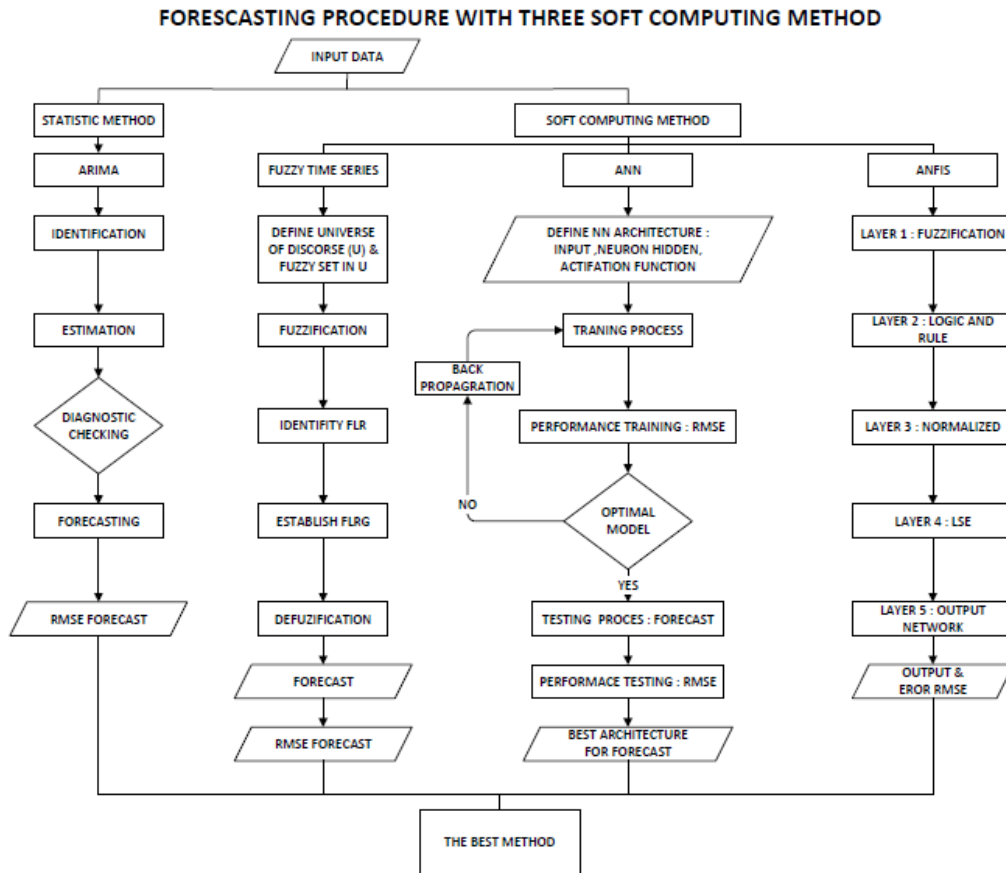 FORESCASTING PROCEDURE WITH THREE SOFT COMPUTING METHOD
INPUT DATA
STATISTIC METHOD
SOFT COMPUTING METHOD
ARIMA
FUZZY TIME SERIES
ANN
ANFIS
IDENTIFICATION
DEFINE UNIVERSE
OF DISCORSE (U) &
FUZZY SET IN U
DEFINE NN ARCHITECTURE :
INPUT ,NEURON HIDDEN,
ACTIFATION FUNCTION
LAYER 1 : FUZZIFICATION
ESTIMATION
FUZZIFICATION
TRANING PROCESS
LAYER 2 : LOGIC AND
RULE
BACK
PROPAGRATION
DIAGNOSTIC
CHECKING
IDENTIFITY FLR
PERFORMANCE TRAINING : RMSE
LAYER 3 : NORMALIZED
NO
FORECASTING
ESTABLISH FLRG
OPTIMAL
MODEL
LAYER 4 : LSE
YES
RMSE FORECAST
DEFUZIFICATION
TESTING PROCES : FORECAST
LAYER 5 : OUTPUT
NETWORK
FORECAST
PERFORMACE TESTING : RMSE
OUTPUT &
EROR RMSE
RMSE FORECAST
BEST ARCHITECTURE
FOR FORECAST
THE BEST METHOD